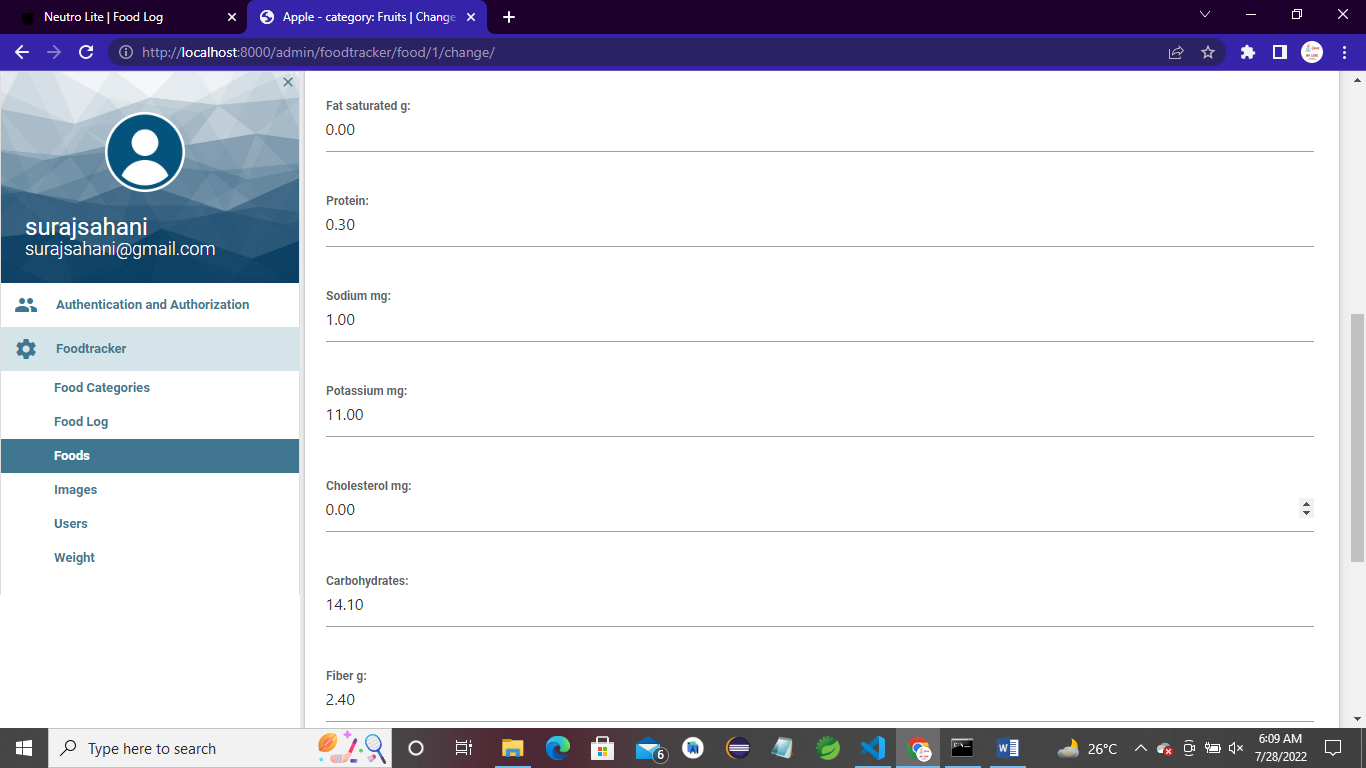 Neutro Lite | Food Log
Apple - category: Fruits | Change
http://localhost:8000/admin/foodtracker/food/1/change/
surajsahani
surajsahani@gmail.com
Authentication and Authorization
Foodtracker
Food Categories
Food Log
Foods
Images
Users
Weight
Fat saturated g:
0.00
Protein:
0.30
Sodium mg:
1.00
Potassium mg:
11.00
Cholesterol mg:
0.00
Carbohydrates:
14.10
Fiber g:
2.40
Type here to search
6
26°C
6:09 AM
7/28/2022